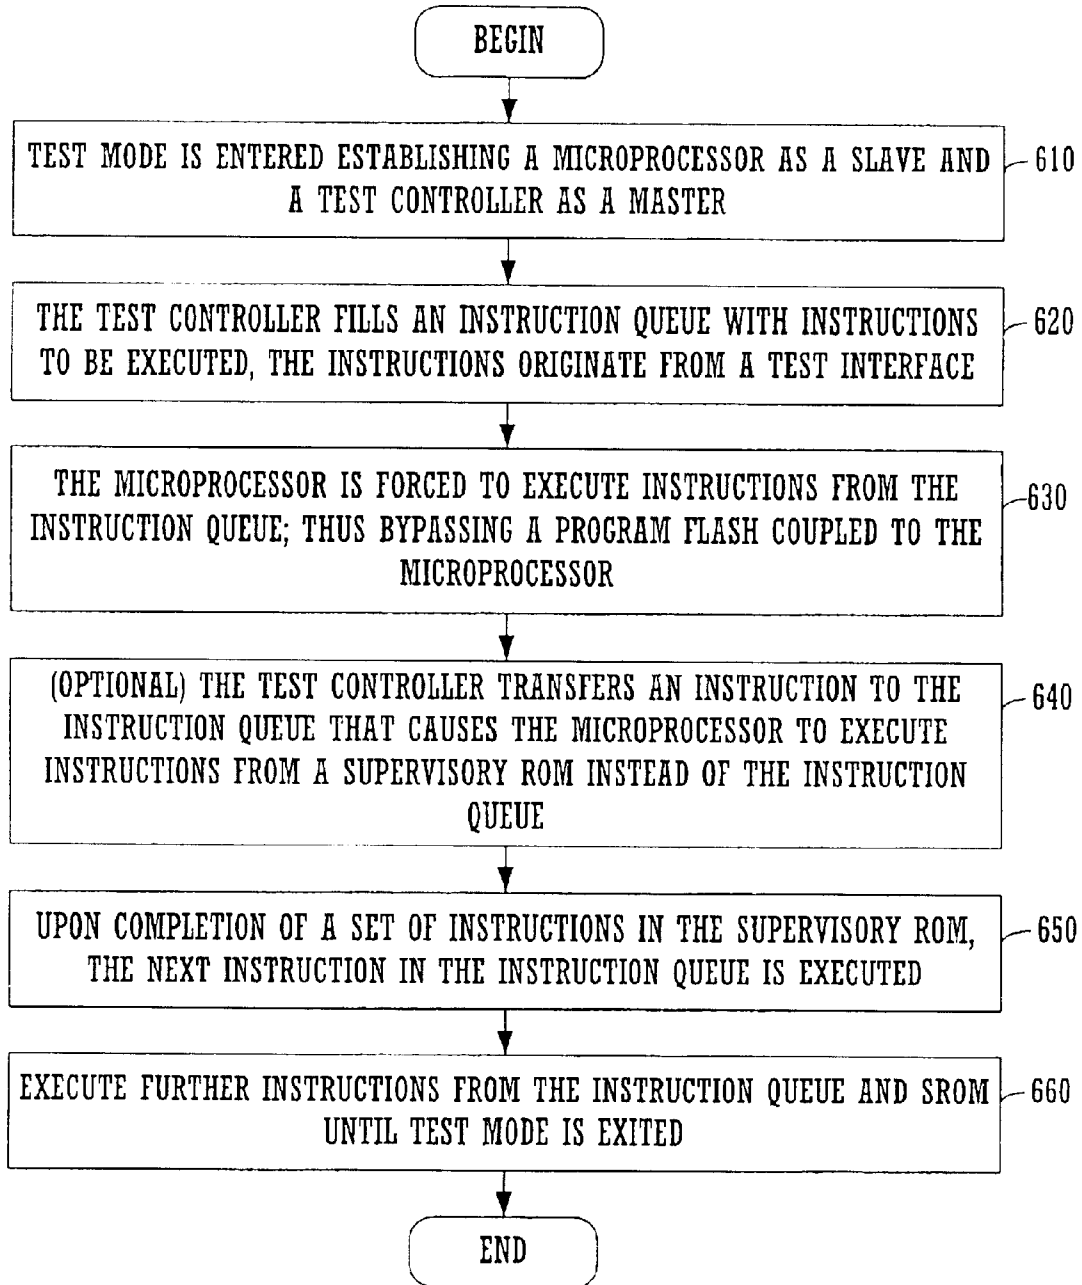 BEGIN
TEST MODE IS ENTERED ESTABLISHING A MICROPROCESSOR AS A SLAVE AND
A TEST CONTROLLER AS A MASTER
610
THE TEST CONTROLLER FILLS AN INSTRUCTION QUEUE WITH INSTRUCTIONS
TO BE EXECUTED, THE INSTRUCTIONS ORIGINATE FROM A TEST INTERFACE
620
THE MICROPROCESSOR IS FORCED TO EXECUTE INSTRUCTIONS FROM THE
INSTRUCTION QUEUE; THUS BYPASSING A PROGRAM FLASH COUPLED TO THE
MICROPROCESSOR
630
(OPTIONAL) THE TEST CONTROLLER TRANSFERS AN INSTRUCTION TO THE
INSTRUCTION QUEUE THAT CAUSES THE MICROPROCESSOR TO EXECUTE
INSTRUCTIONS FROM A SUPERVISORY ROM INSTEAD OF THE INSTRUCTION
QUEUE
640
UPON COMPLETION OF A SET OF INSTRUCTIONS IN THE SUPERVISORY ROM,
THE NEXT INSTRUCTION IN THE INSTRUCTION QUEUE IS EXECUTED
650
EXECUTE FURTHER INSTRUCTIONS FROM THE INSTRUCTION QUEUE AND SROM
UNTIL TEST MODE IS EXITED
660
END